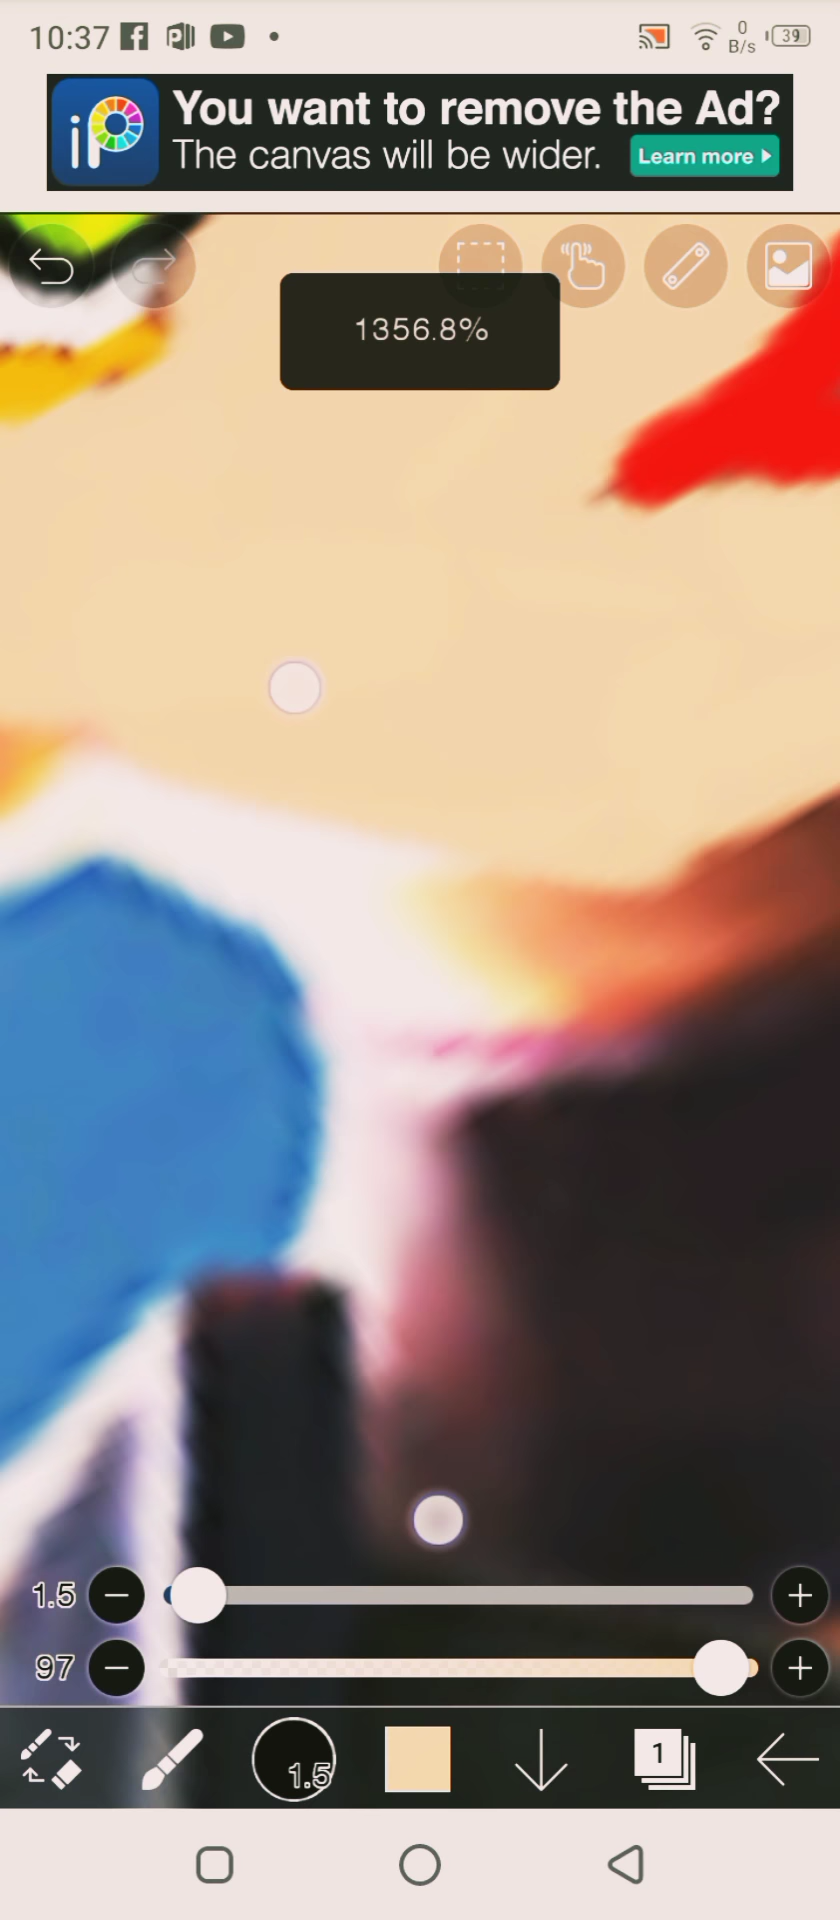 10:37
0
B/s
39
iP
You want to remove the Ad?
The canvas will be wider.
Learn more
1356.8%
1.5
97
1.5
1